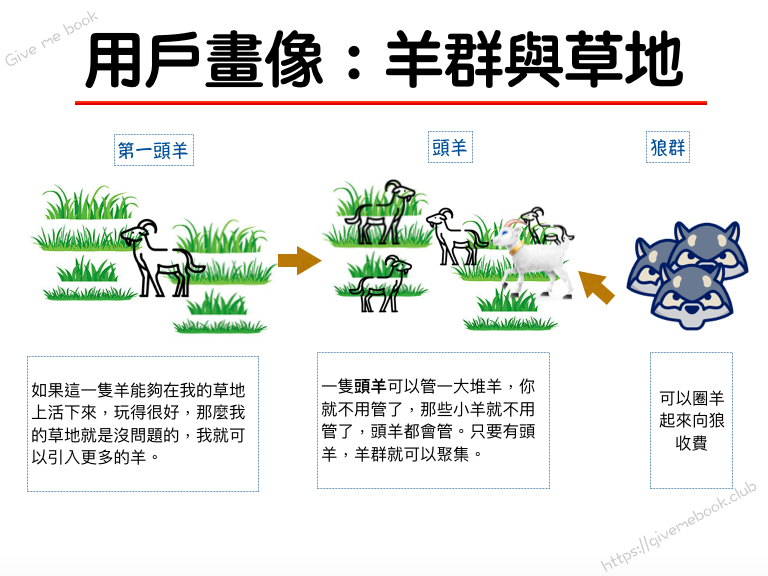 Give me book
用戶畫像：羊群與草地
第一頭羊
頭羊
狼群
如果這一隻羊能夠在我的草地
上活下來，玩得很好，那麼我
的草地就是沒問題的，我就可
以引入更多的羊。
一隻頭羊可以管一大堆羊，你
就不用管了，那些小羊就不用
管了，頭羊都會管。只要有頭
羊，羊群就可以聚集。
可以圈羊
起來向狼
收費
https://givemebook.club